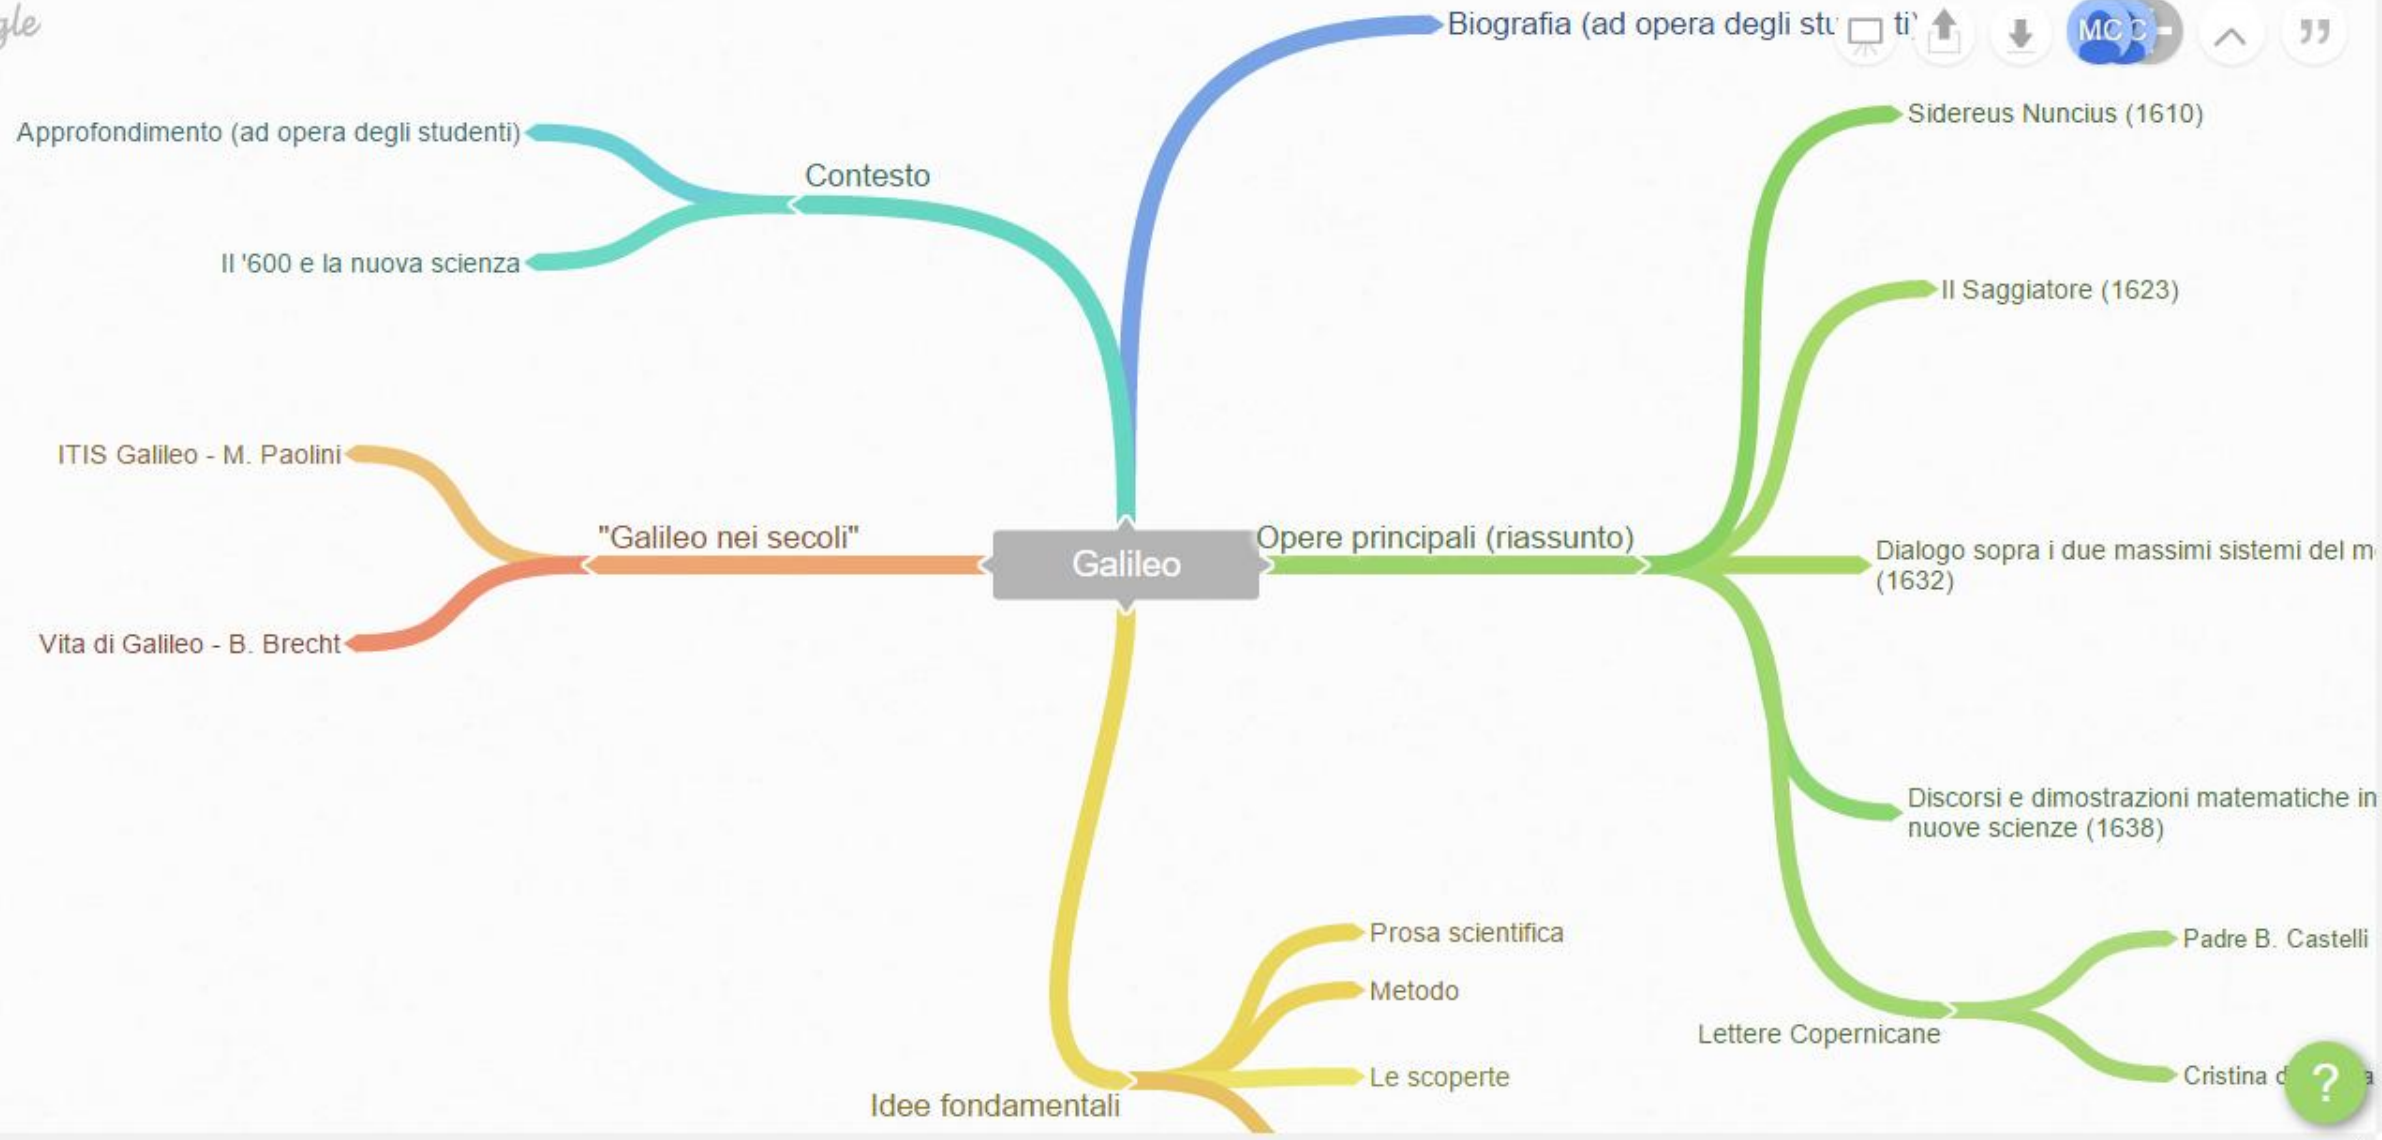 Biografia (ad opera degli
MC
C
Sidereus Nuncius (1610)
Approfondimento (ad opera degli studenti)
Contesto
Il '600 e la nuova scienza
Il Saggiatore (1623)
ITIS Galileo - M. Paolini
"Galileo nei secoli"
Galileo
Opere principali (riassunto)
Dialogo sopra i due massimi sistemi del
(1632)
Vita di Galileo - B. Brecht
Discorsi e dimostrazioni matematiche in
nuove scienze (1638)
Prosa scientifica
Metodo
Le scoperte
Idee fondamentali
Padre B. Castelli
Lettere Copernicane
Cristina
?